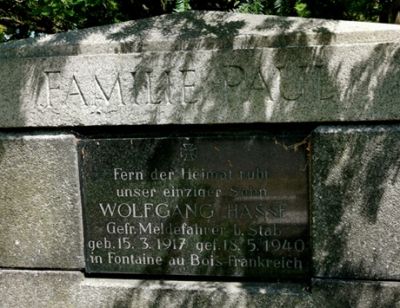 FAMILIE PAUL
Fern der Heimat ruht
unser einziger Sohn
WOLFGANG HASSE
Gefr. Meldefahrer b. Stab
geb. 15. 3. 1917 gef. 18. 5. 1940
in Fontaine au Bois-Frankreich